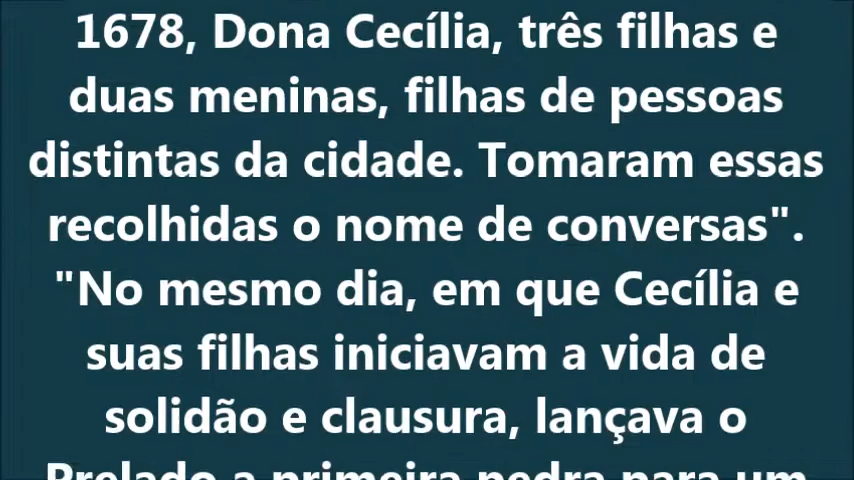 1678, Dona Cecília, três filhas e
duas meninas, filhas de pessoas
distintas da cidade. Tomaram essas
recolhidas o nome de conversas".
"No mesmo dia, em que Cecília e
suas filhas iniciavam a vida de
solidão e clausura, lançava o
Prelado a primeira pedra para um